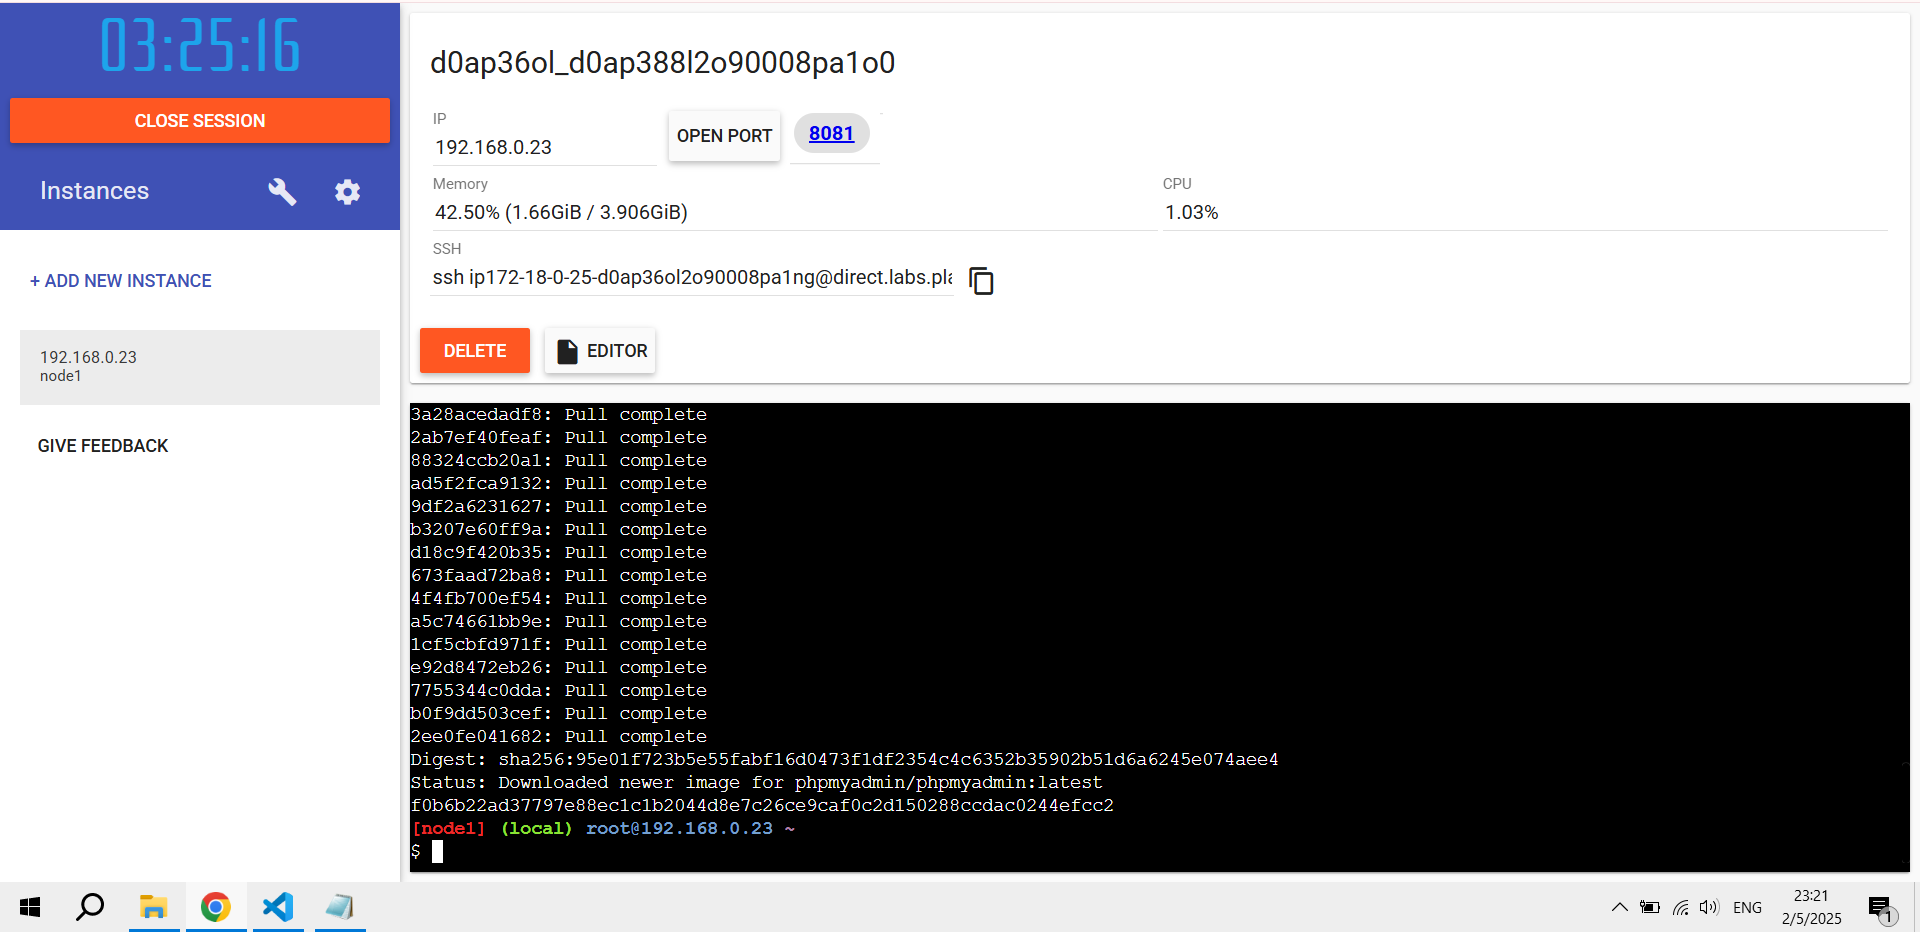 03:25:16
CLOSE SESSION
Instances
+ ADD NEW INSTANCE
192.168.0.23
node1
GIVE FEEDBACK
d0ap36ol_d0ap388l2o90008pa1o0
IP
192.168.0.23
OPEN PORT
8081
Memory
42.50% (1.66GiB / 3.906GiB)
CPU
1.03%
SSH
ssh ip172-18-0-25-d0ap36ol2o90008pa1ng@direct.labs.pla
DELETE
EDITOR
3a28acedadf8: Pull complete
2ab7ef40feaf: Pull complete
88324ccb20a1: Pull complete
ad5f2fca9132: Pull complete
9df2a6231627: Pull complete
b3207e60ff9a: Pull complete
d18c9f420b35: Pull complete
673faad72ba8: Pull complete
4f4fb700ef54: Pull complete
a5c74661bb9e: Pull complete
1cf5cbfd971f: Pull complete
e92d8472eb26: Pull complete
7755344c0dda: Pull complete
b0f9dd503cef: Pull complete
2ee0fe041682: Pull complete
Digest: sha256:95e01f723b5e55fabf16d0473f1df2354c4c6352b35902b51d6a6245e074aee4
Status: Downloaded newer image for phpmyadmin/phpmyadmin:latest
f0b6b22ad37797e88ec1c1b2044d8e7c26ce9caf0c2d150288ccdac0244efcc2
[node1] (local) root@192.168.0.23 ~
$
ENG
23:21
2/5/2025
1